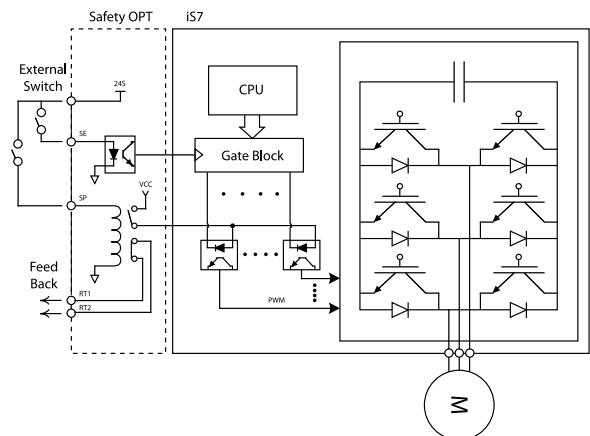 Safety OPT
iS7
External
Switch
24S
CPU
SE
Gate Block
VCC
SP
Feed
Back
RT1
RT2
PWM
M